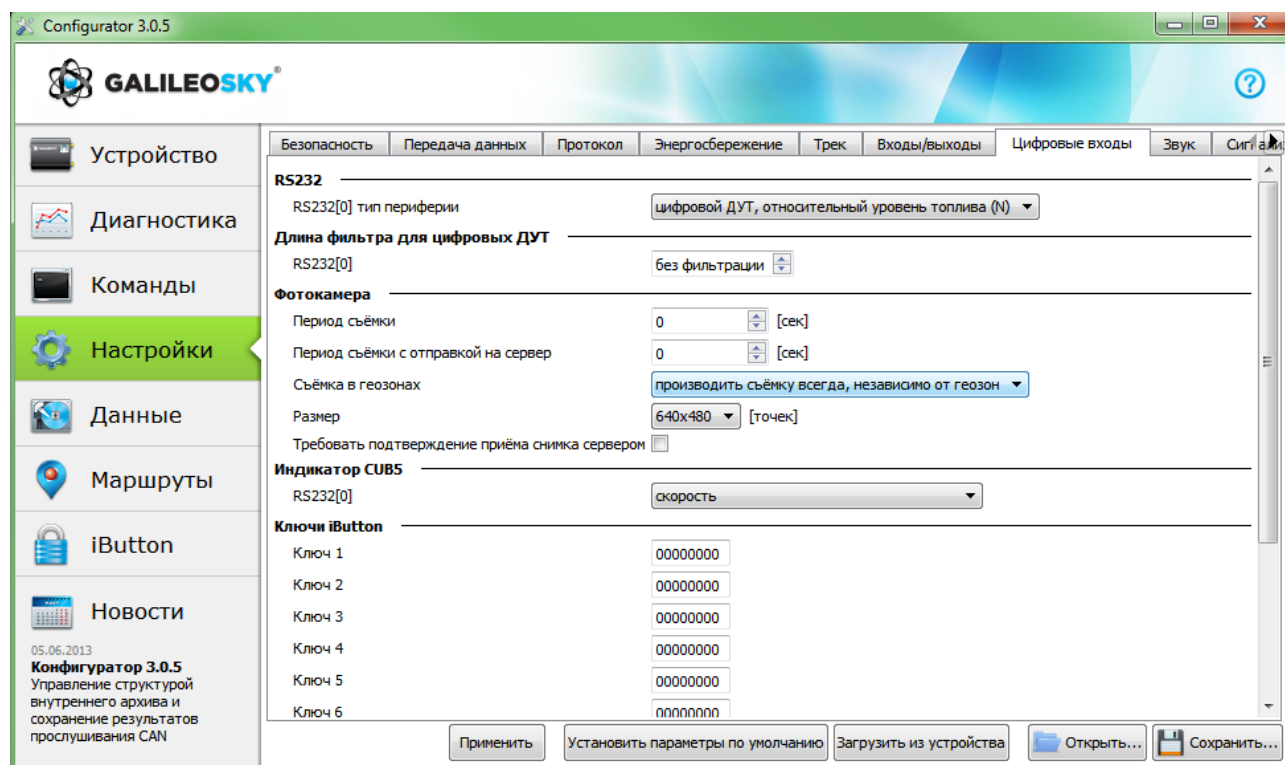 Configurator 3.0.5
GALILEOSKY®
?
Устройство
Диагностика
Команды
Настройки
Данные
Маршруты
iButton
Новости
05.06.2013
Конфигуратор 3.0.5
Управление структурой
внутреннего архива и
сохранение результатов
прослушивания CAN
Безопасность Передача данных Протокол Энергосбережение Трек Входы/выходы Цифровые входы Звук
RS232
RS232[0] тип периферии цифровой ДУТ, относительный уровень топлива (N)
Длина фильтра для цифровых ДУТ
RS232[0] без фильтрации
Фотокамера
Период съёмки 0 [сек]
Период съёмки с отправкой на сервер 0 [сек]
Съёмка в геозонах производить съёмку всегда, независимо от геозон
Размер 640x480 [точек]
Требовать подтверждение приёма снимка сервером
Индикатор CUB5
RS232[0] скорость
Ключи iButton
Ключ 1 00000000
Ключ 2 00000000
Ключ 3 00000000
Ключ 4 00000000
Ключ 5 00000000
Ключ 6 00000000
Применить Установить параметры по умолчанию Загрузить из устройства Открыть... Сохранить...